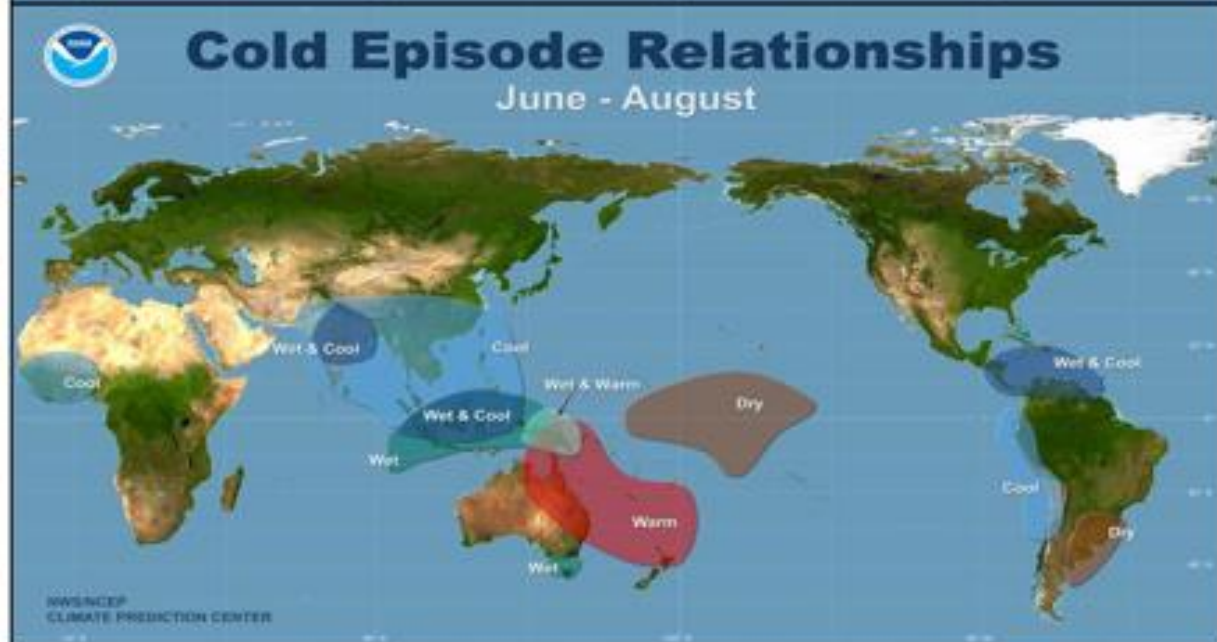 Cold Episode Relationships
June - August
Wet & Cool
Cool
Cool
Wet & Warm
Wet & Cool
Wet
Dry
Warm
Wet
Wet & Cool
Cool
Dry
NWS/NCEP
CLIMATE PREDICTION CENTER